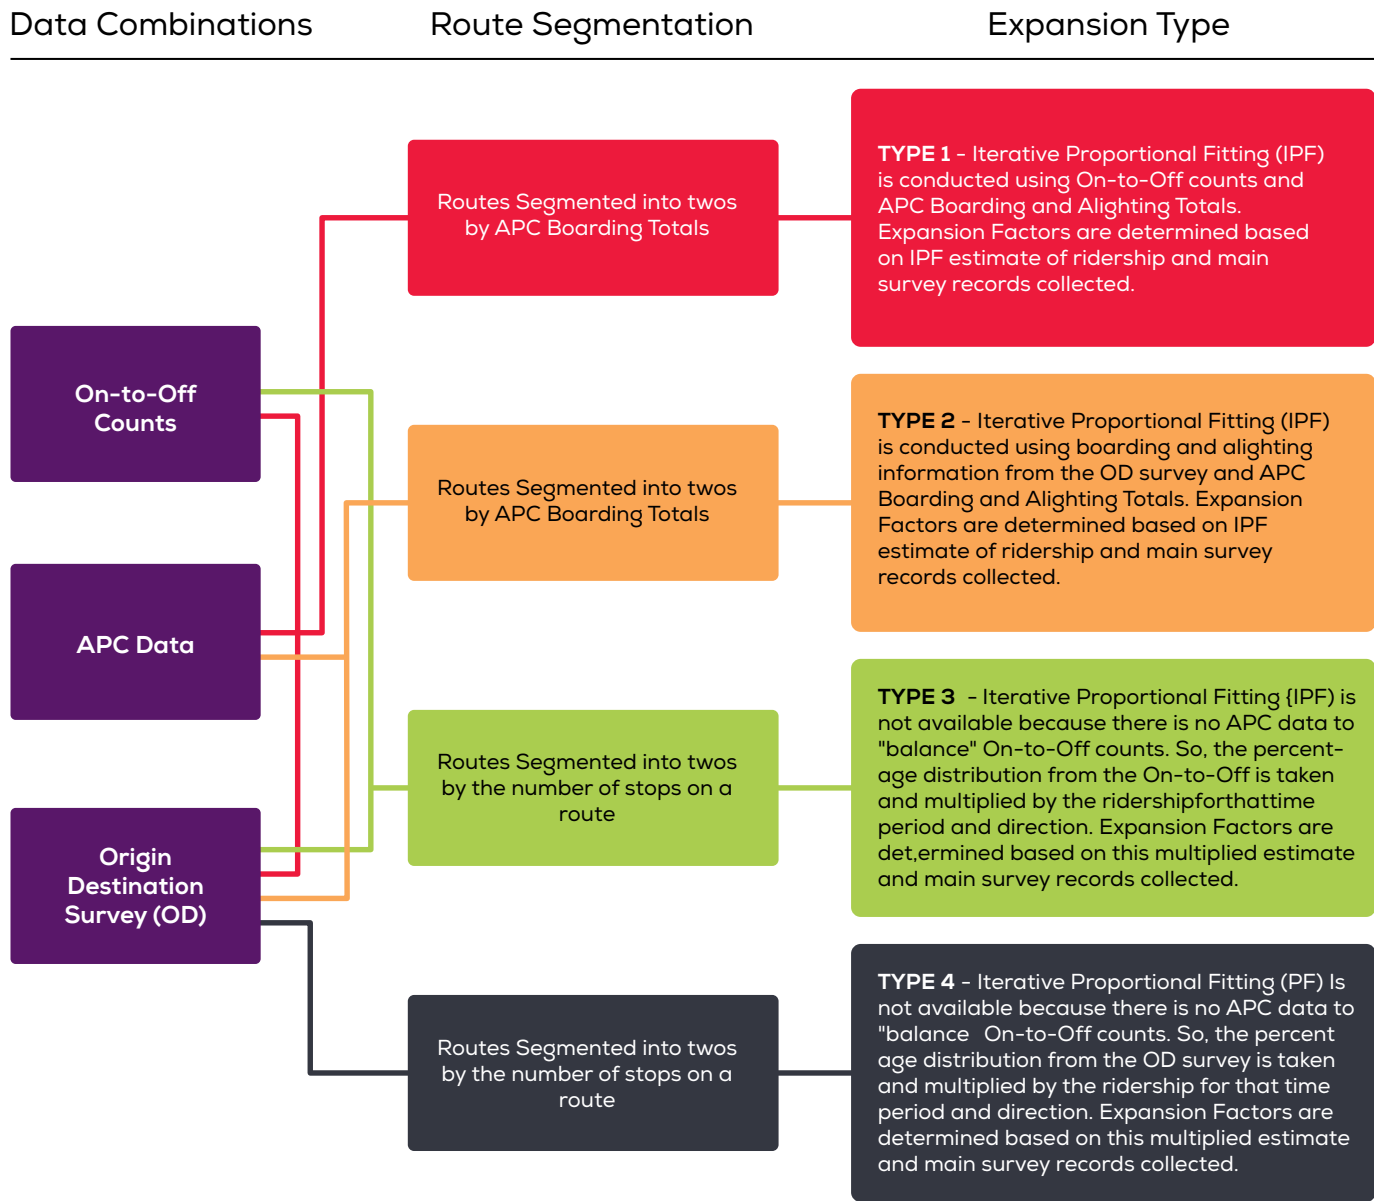 Data Combinations
Route Segmentation
Expansion Type
On-to-Off
Counts
APC Data
Origin
Destination
Survey (OD)
Routes Segmented into twos
by APC Boarding Totals
Routes Segmented into twos
by APC Boarding Totals
Routes Segmented into twos
by the number of stops on a
route
Routes Segmented into twos
by the number of stops on a
route
TYPE 1 - Iterative Proportional Fitting (IPF)
is conducted using On-to-Off counts and
APC Boarding and Alighting Totals.
Expansion Factors are determined based
on IPF estimate of ridership and main
survey records collected.
TYPE 2 - Iterative Proportional Fitting (IPF)
is conducted using boarding and alighting
information from the OD survey and APC
Boarding and Alighting Totals. Expansion
Factors are determined based on IPF
estimate of ridership and main survey
records collected.
TYPE 3 - Iterative Proportional Fitting {IPF) is
not available because there is no APC data to
"balance" On-to-Off counts. So, the percent-
age distribution from the On-to-Off is taken
and multiplied by the ridershipforthattime
period and direction. Expansion Factors are
det,ermined based on this multiplied estimate
and main survey records collected.
TYPE 4 - Iterative Proportional Fitting (PF) Is
not available because there is no APC data to
"balance On-to-Off counts. So, the percent
age distribution from the OD survey is taken
and multiplied by the ridership for that time
period and direction. Expansion Factors are
determined based on this multiplied estimate
and main survey records collected.